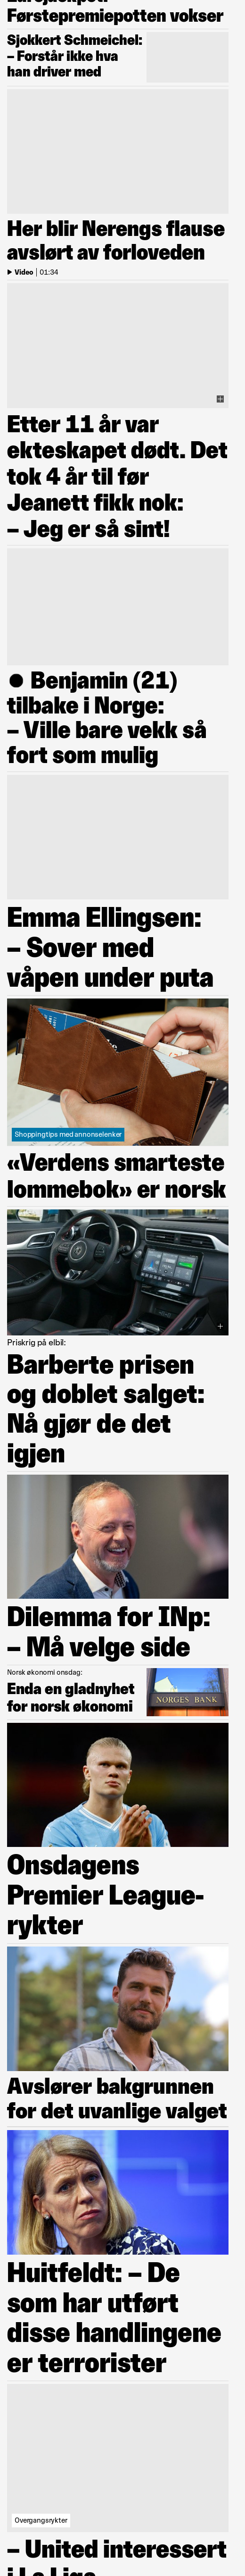 Førstepremiepotten vokser
Sjokkert Schmeichel:
– Forstår ikke hva
han driver med
Her blir Nerengs flause
avslørt av forloveden
Video | 01:34
Etter 11 år var
ekteskapet dødt. Det
tok 4 år til før
Jeanett fikk nok:
– Jeg er så sint!
● Benjamin (21)
tilbake i Norge:
– Ville bare vekk så
fort som mulig
Emma Ellingsen:
– Sover med
våpen under puta
Shoppingtips med annonselenker
«Verdens smarteste
lommebok» er norsk
Priskrig på elbil:
Barberte prisen
og doblet salget:
Nå gjør de det
igjen
Dilemma for INp:
– Må velge side
Norsk økonomi onsdag:
Enda en gladnyhet
for norsk økonomi
NORGES BANK
Onsdagens
Premier League-
rykter
Avslører bakgrunnen
for det uvanlige valget
Huitfeldt: – De
som har utført
disse handlingene
er terrorister
Overgangsrykter
– United interessert